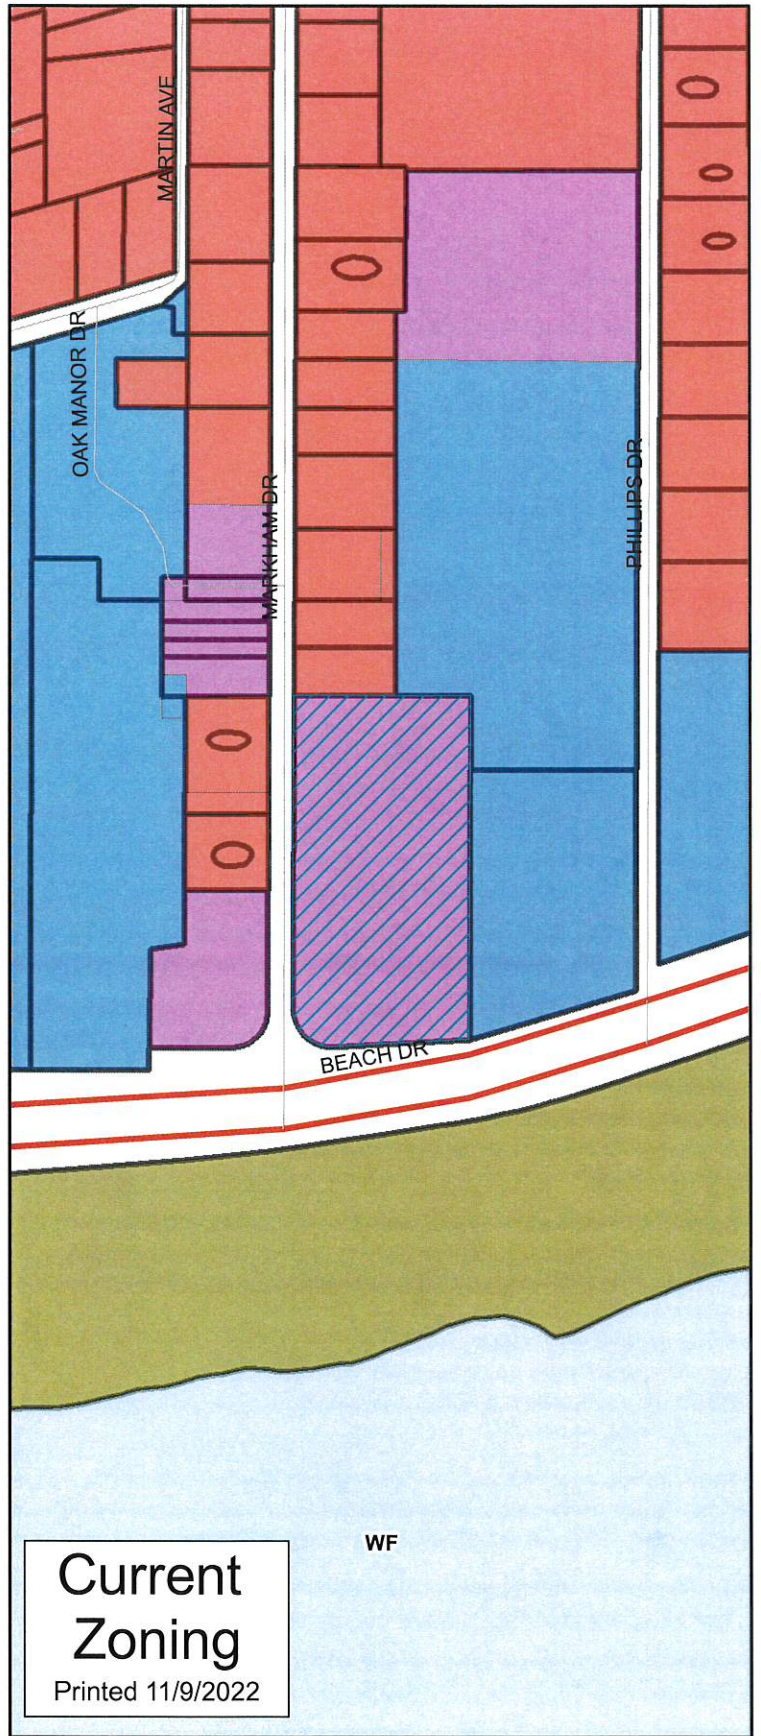 MARTIN AVE
OAK MANOR DR
MARKHAM DR
PHILLIPS DR
BEACH DR
WF
Current
Zoning
Printed 11/9/2022